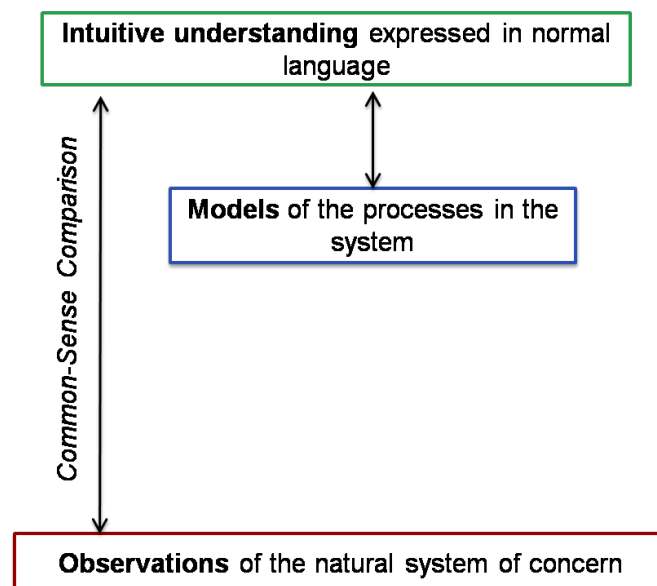 Intuitive understanding expressed in normal
language
Common-Sense Comparison
Models of the processes in the
system
Observations of the natural system of concern